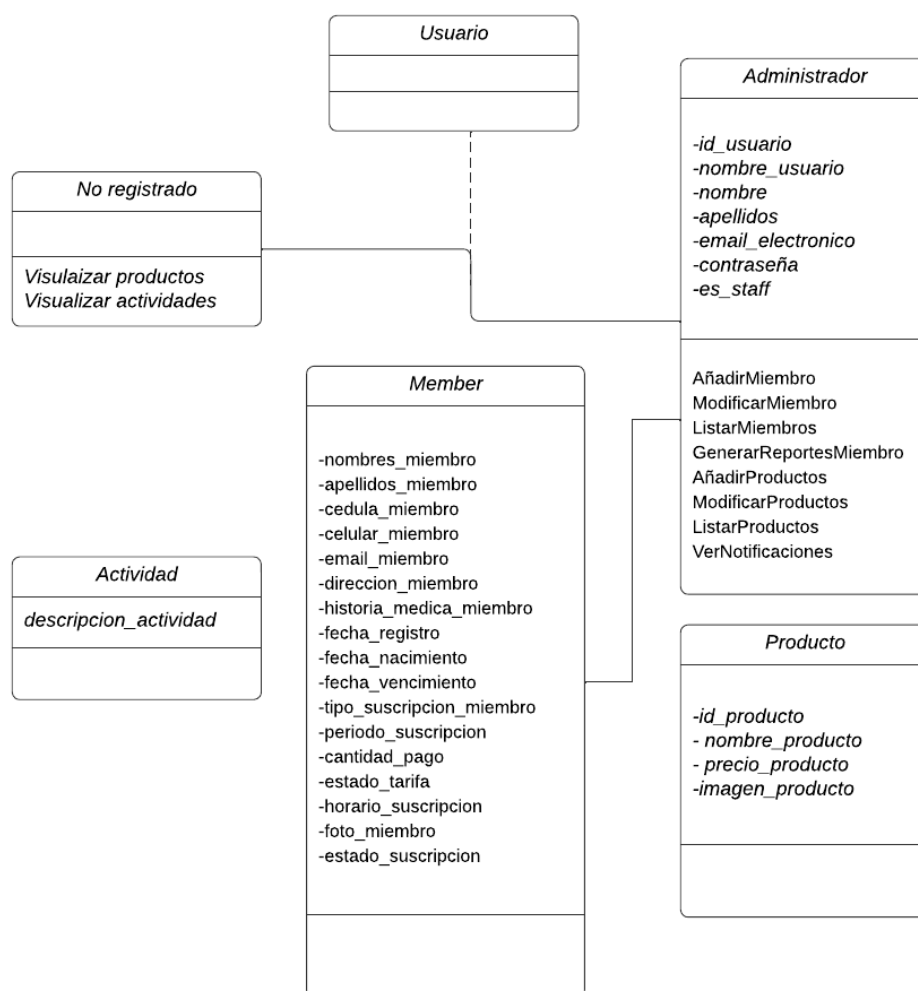 Usuario
Administrador
-id_usuario
-nombre_usuario
-nombre
-apellidos
-email_electronico
-contraseña
-es_staff
AñadirMiembro
ModificarMiembro
ListarMiembros
GenerarReportesMiembro
AñadirProductos
ModificarProductos
ListarProductos
VerNotificaciones
No registrado
Visulaizar productos
Visualizar actividades
Member
-nombres_miembro
-apellidos_miembro
-cedula_miembro
-celular_miembro
-email_miembro
-direccion_miembro
-historia_medica_miembro
-fecha_registro
-fecha_nacimiento
-fecha_vencimiento
-tipo_suscripcion_miembro
-periodo_suscripcion
-cantidad_pago
-estado_tarifa
-horario_suscripcion
-foto_miembro
-estado_suscripcion
Actividad
descripcion_actividad
Producto
-id_producto
- nombre_producto
- precio_producto
-imagen_producto